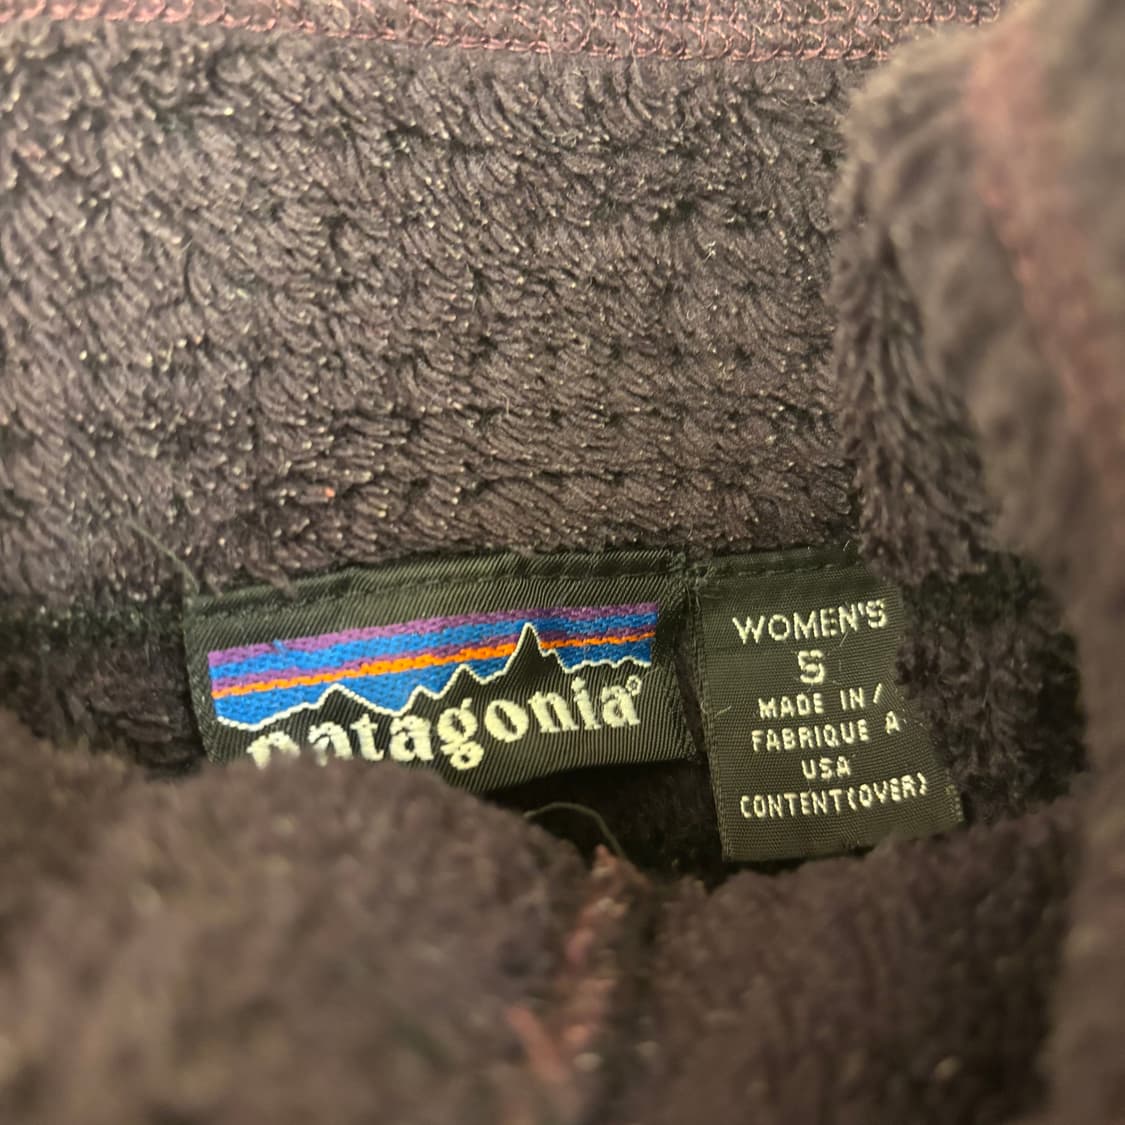 patagonia®
WOMEN'S
S
MADE IN /
FABRIQUE A
USA
CONTENT(OVER)